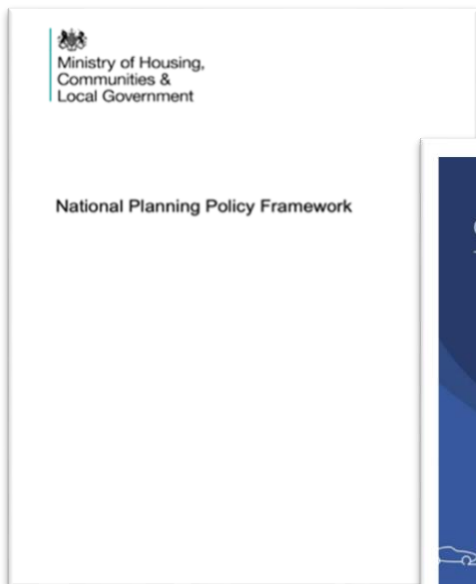 Ministry of Housing,
Communities &
Local Government
National Planning Policy Framework